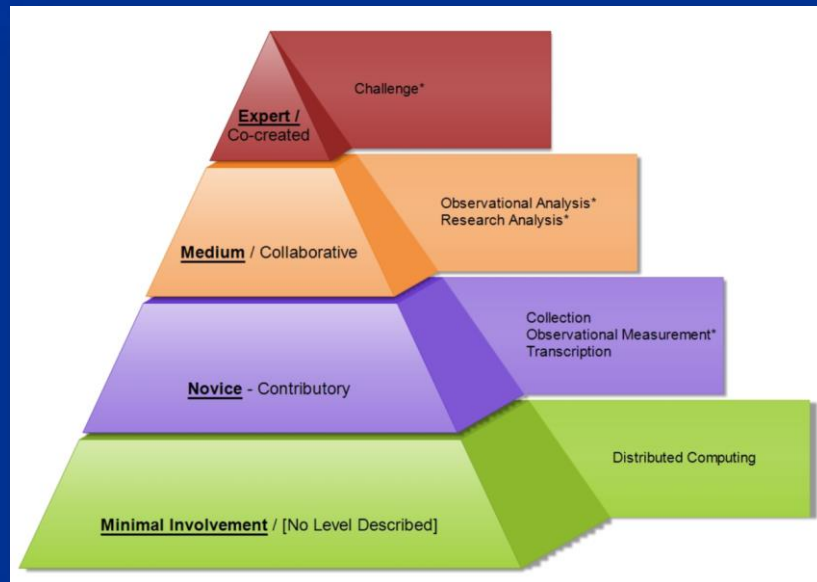 Challenge*
Expert /
Co-created
Observational Analysis*
Research Analysis*
Medium / Collaborative
Collection
Observational Measurement*
Transcription
Novice - Contributory
Distributed Computing
Minimal Involvement / [No Level Described]